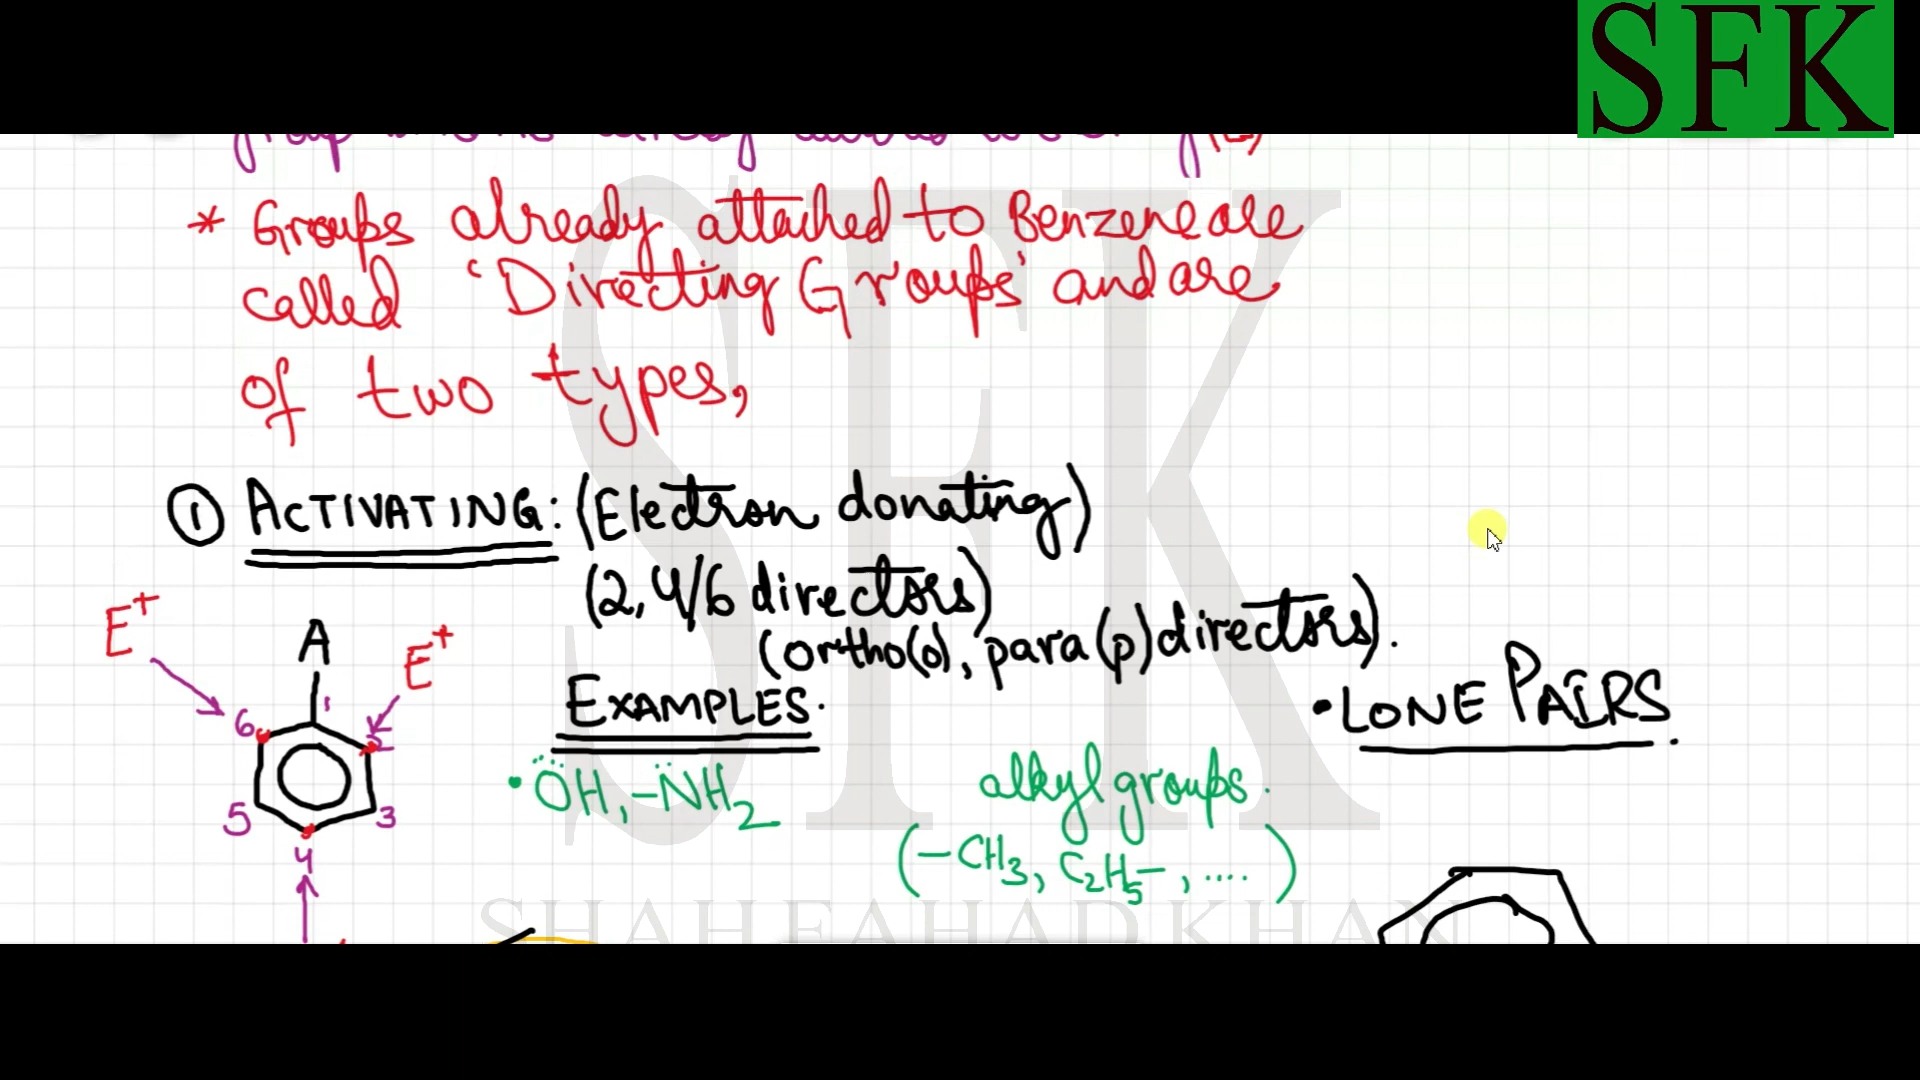 SFK
* Groups already attached to Benzene are
called 'Directing Groups' and are
of two types,
① ACTIVATING: (Electron donating)
(2,4/6 directors)
(ortho(o), para(p) directors).
E+
A
E+
EXAMPLES.
• LONE PAIRS.
1
6
2
5
3
4
• ÖH, -N̈H2
alkyl groups.
(-CH3, C2H5-, ....)
SHAH FAHAD KHAN